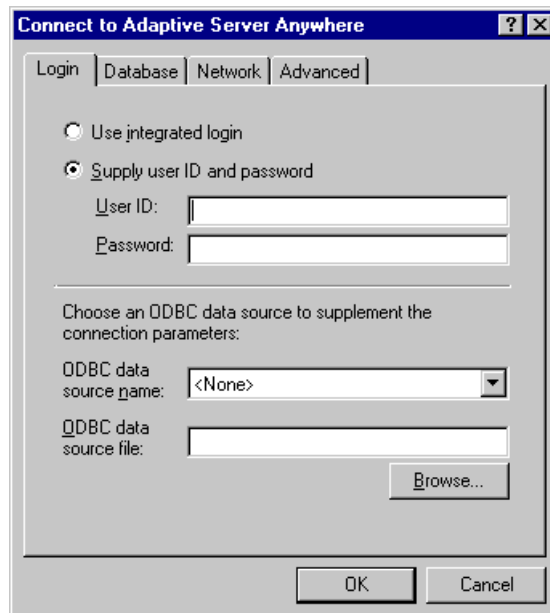 Connect to Adaptive Server Anywhere
Login Database Network Advanced
Use integrated login
Supply user ID and password
User ID:
Password:
Choose an ODBC data source to supplement the
connection parameters:
ODBC data
source name:
<None>
ODBC data
source file:
Browse...
OK Cancel